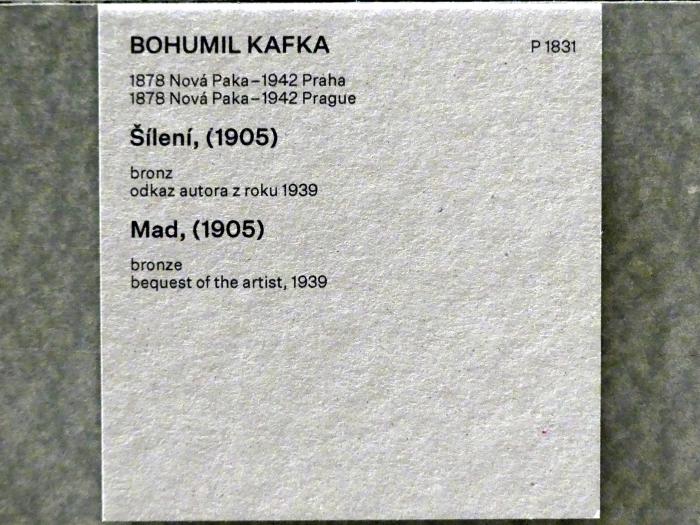 BOHUMIL KAFKA P 1831
1878 Nová Paka–1942 Praha
1878 Nová Paka–1942 Prague
Šílení, (1905)
bronz
odkaz autora z roku 1939
Mad, (1905)
bronze
bequest of the artist, 1939